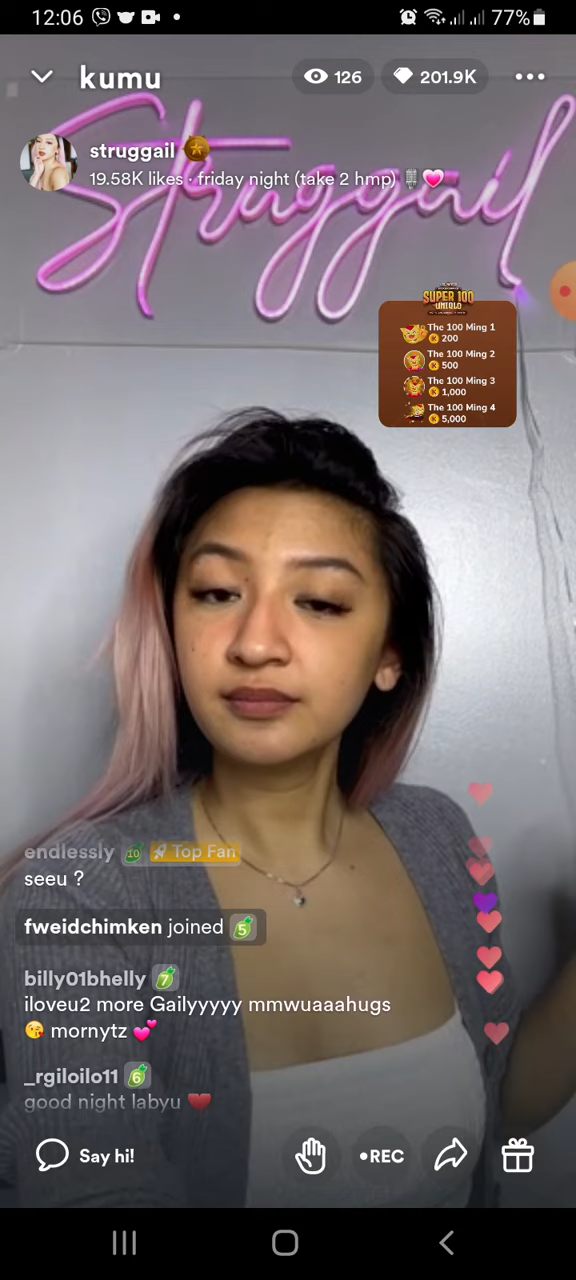 12:06
77%
kumu
126
201.9K
Struggail
struggail
19.58K likes · friday night (take 2 hmp) 🎙️💗
SUPER 100
UNTOLD
The 100 Ming 1
200
The 100 Ming 2
500
The 100 Ming 3
1,000
The 100 Ming 4
5,000
endlessly 10 Top Fan
seeu ?
fweidchimken joined 5
billy01bhelly 7
iloveu2 more Gailyyyyy mmwuaaahugs
😘 mornytz 💕
_rgiloilo11 6
good night labyu ❤️
Say hi!
•REC